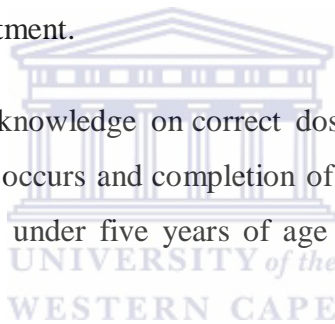 tment.
knowledge on correct dos
occurs and completion of
under five years of age
UNIVERSITY of the
WESTERN CAPE